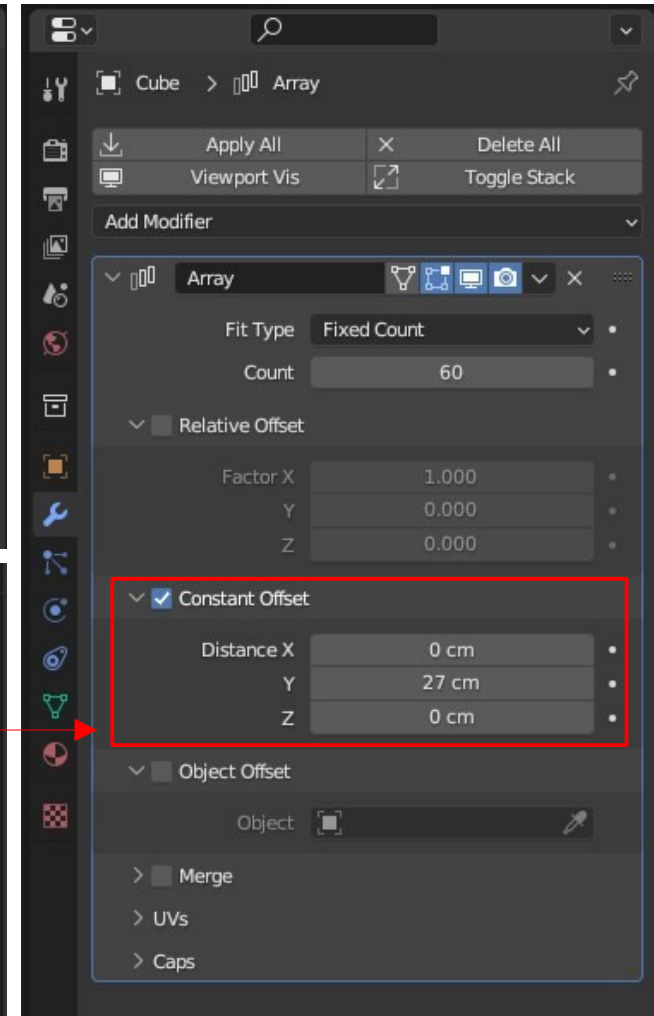 Cube > Array
Apply All Delete All
Viewport Vis Toggle Stack
Add Modifier
Array
Fit Type Fixed Count
Count 60
Relative Offset
Factor X 1.000
Y 0.000
Z 0.000
Constant Offset
Distance X 0 cm
Y 27 cm
Z 0 cm
Object Offset
Object
Merge
UVs
Caps